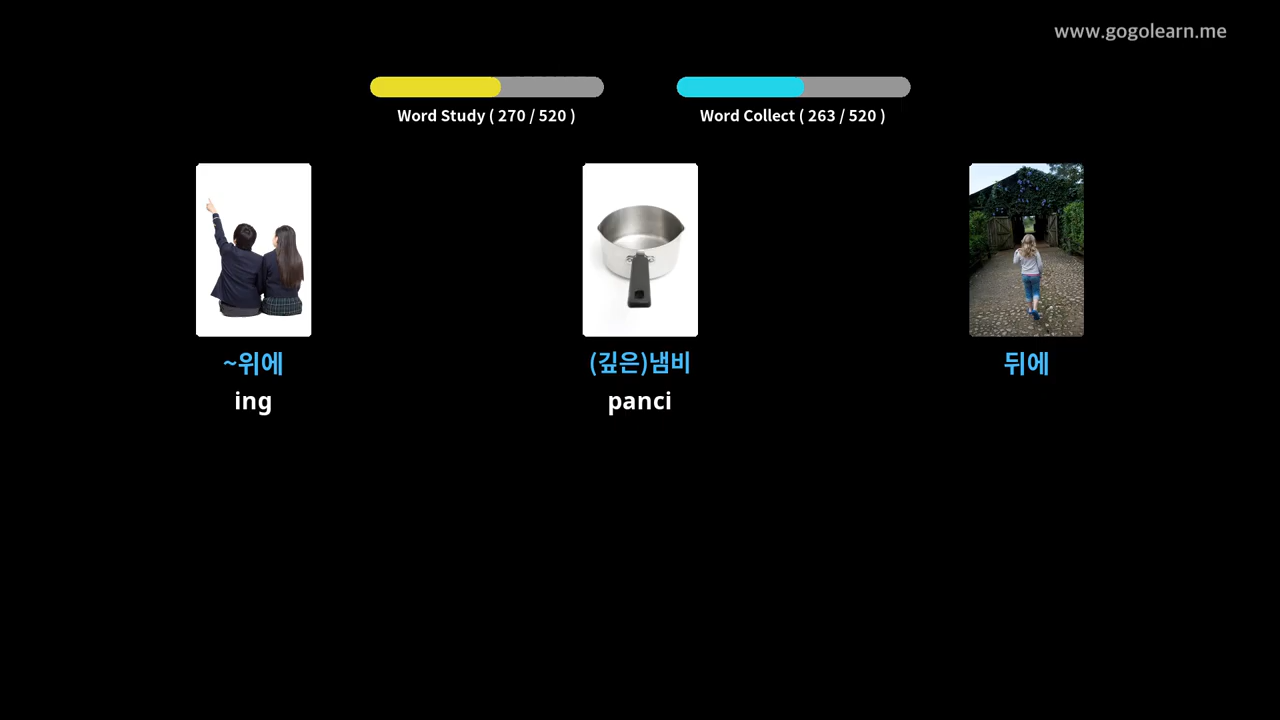 www.gogolearn.me
Word Study ( 270 / 520 )
Word Collect ( 263 / 520 )
~위에
ing
(깊은)냄비
panci
뒤에